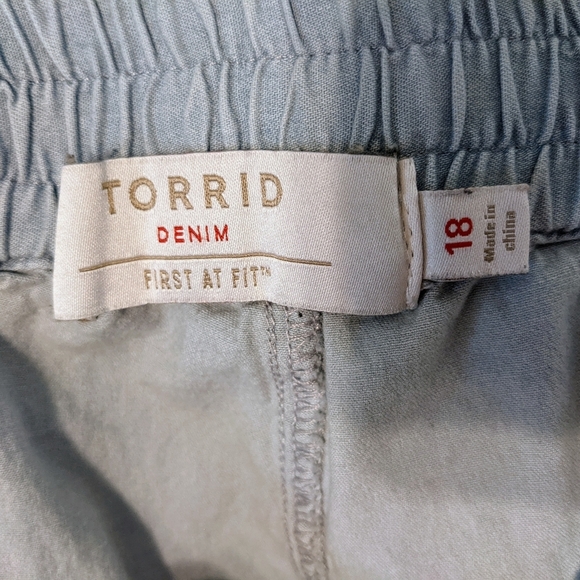 TORRID
DENIM
FIRST AT FIT™
18
Made in
china